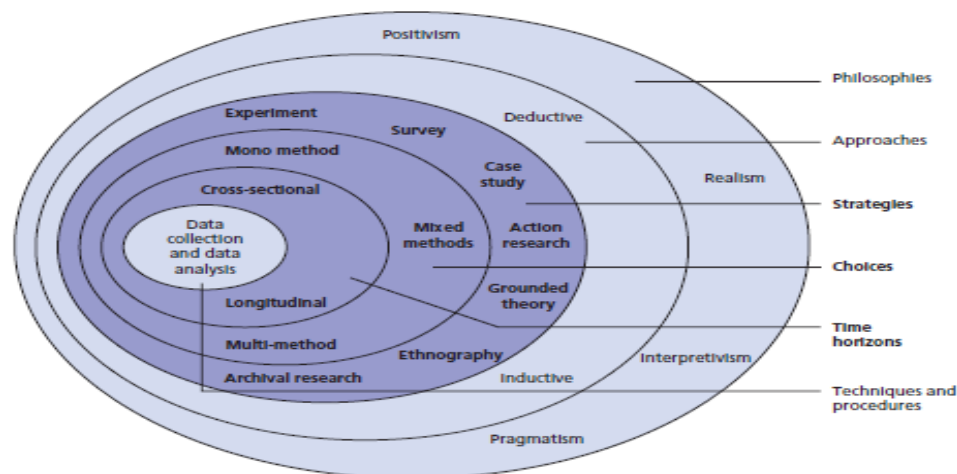 Positivism
Philosophies
Experiment
Deductive
Survey
Approaches
Mono method
Case
study
Realism
Cross-sectional
Strategies
Data
collection
and data
analysis
Mixed
methods
Action
research
Choices
Longitudinal
Grounded
theory
Time
horizons
Multi-method
Ethnography
Interpretivism
Archival research
Inductive
Techniques and
procedures
Pragmatism